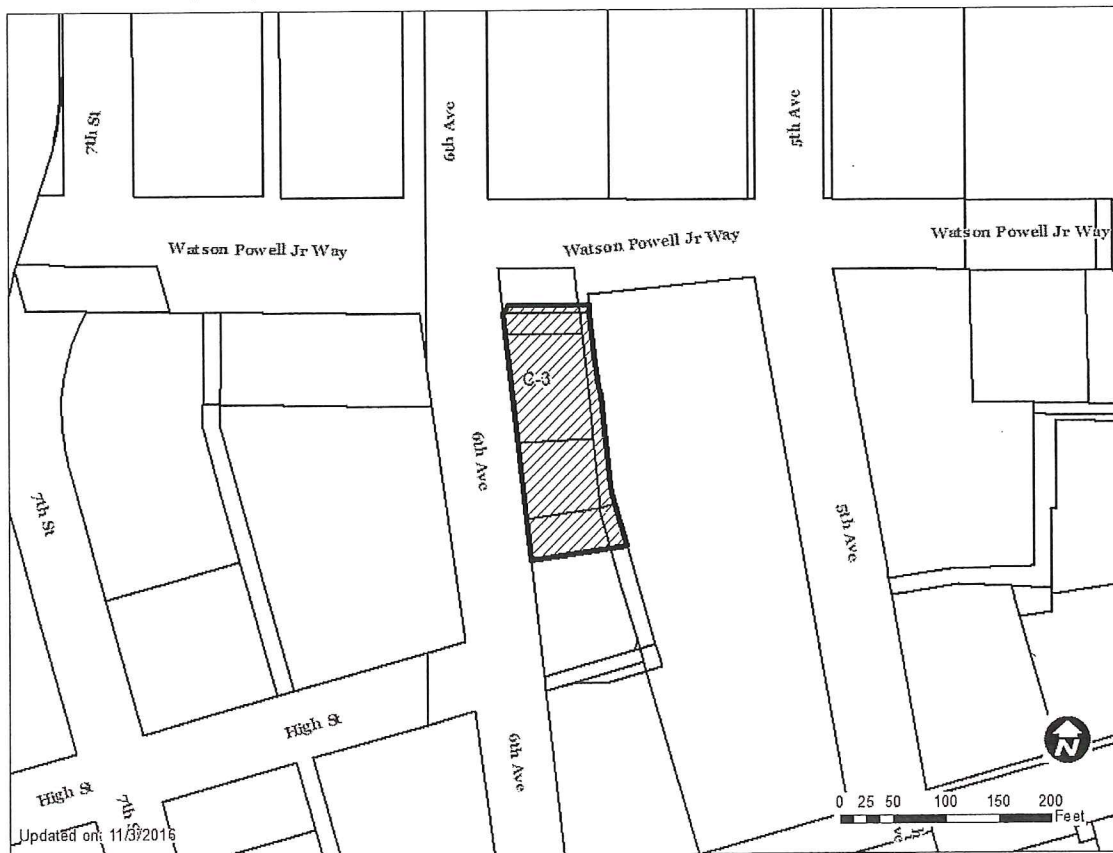 7th St
6th Ave
5th Ave
Watson Powell Jr Way
Watson Powell Jr Way
Watson Powell Jr Way
C-3
6th Ave
7th St
5th Ave
High St
6th Ave
High St
7th St
N
0 25 50 100 150 200
Feet
Updated on: 11/3/2016